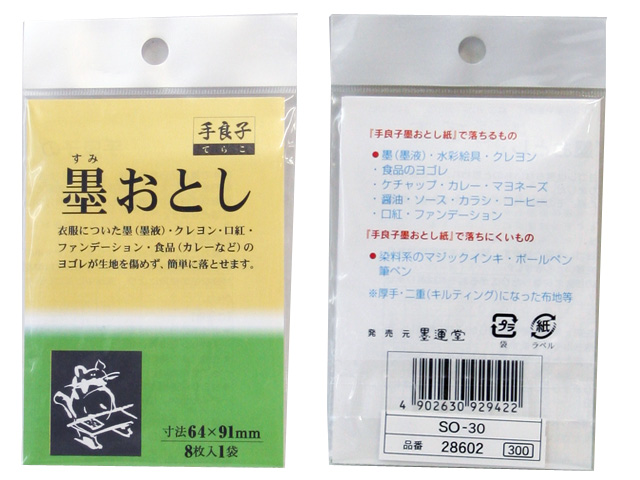 手良子
てらこ
すみ
墨おとし
衣服についた墨(墨液)・クレヨン・口紅・
ファンデーション・食品(カレーなど)の
ヨゴレが生地を傷めず、簡単に落とせます。
寸法64×91mm
8枚入1袋
『手良子墨おとし紙』で落ちるもの
●墨(墨液)・水彩絵具・クレヨン
・食品のヨゴレ
・ケチャップ・カレー・マヨネーズ
・醤油・ソース・カラシ・コーヒー
・口紅・ファンデーション
『手良子墨おとし紙』で落ちにくいもの
●染料系のマジックインキ・ボールペン
筆ペン
※厚手・二重(キルティング)になった布地等
発売元 墨運堂
プラ
袋
紙
ラベル
4 902630 929422
SO-30
品番 28602 300